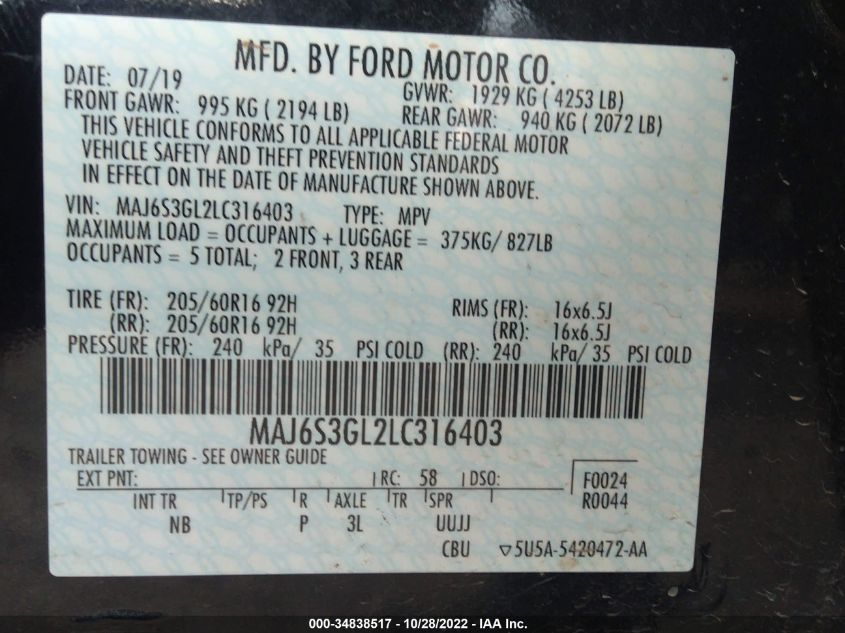 MFD. BY FORD MOTOR CO.
DATE: 07/19 GVWR: 1929 KG ( 4253 LB)
FRONT GAWR: 995 KG ( 2194 LB) REAR GAWR: 940 KG ( 2072 LB)
THIS VEHICLE CONFORMS TO ALL APPLICABLE FEDERAL MOTOR
VEHICLE SAFETY AND THEFT PREVENTION STANDARDS
IN EFFECT ON THE DATE OF MANUFACTURE SHOWN ABOVE.
VIN: MAJ6S3GL2LC316403 TYPE: MPV
MAXIMUM LOAD = OCCUPANTS + LUGGAGE = 375KG/ 827LB
OCCUPANTS = 5 TOTAL; 2 FRONT, 3 REAR
TIRE (FR): 205/60R16 92H RIMS (FR): 16x6.5J
(RR): 205/60R16 92H (RR): 16x6.5J
PRESSURE (FR): 240 kPa/ 35 PSI COLD (RR): 240 kPa/ 35 PSI COLD
MAJ6S3GL2LC316403
TRAILER TOWING - SEE OWNER GUIDE
EXT PNT: RC: 58 DSO: F0024
INT TR TP/PS R AXLE TR SPR R0044
NB P 3L UUJJ
CBU ▽5U5A-5420472-AA
000-34838517 - 10/28/2022 - IAA Inc.